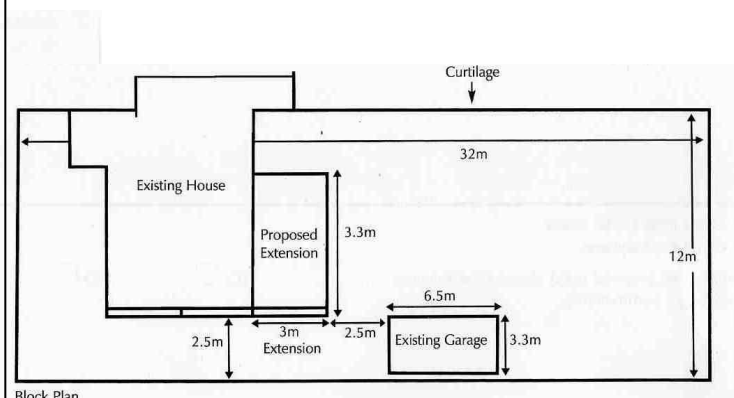 Curtilage
32m
Existing House
Proposed
Extension
3.3m
12m
6.5m
2.5m
3m
Extension
2.5m
Existing Garage
3.3m
Block Plan